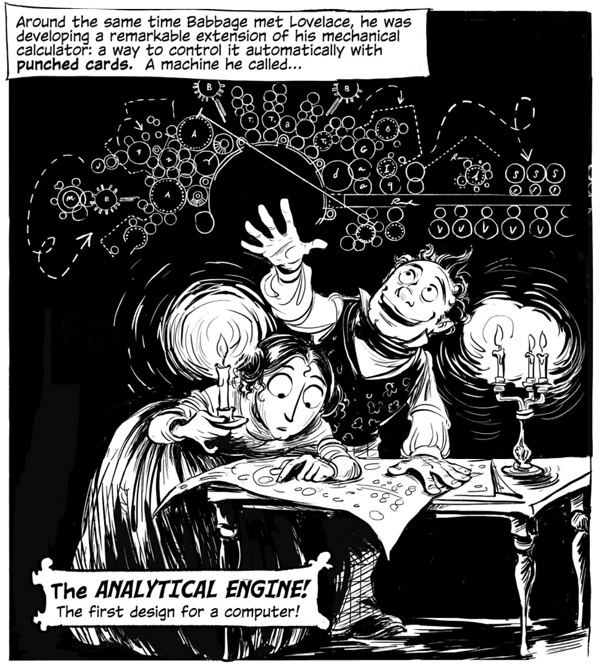 Around the same time Babbage met Lovelace, he was
developing a remarkable extension of his mechanical
calculator: a way to control it automatically with
punched cards. A machine he called...
B
B
A
S S S
V V V V V
The ANALYTICAL ENGINE!
The first design for a computer!